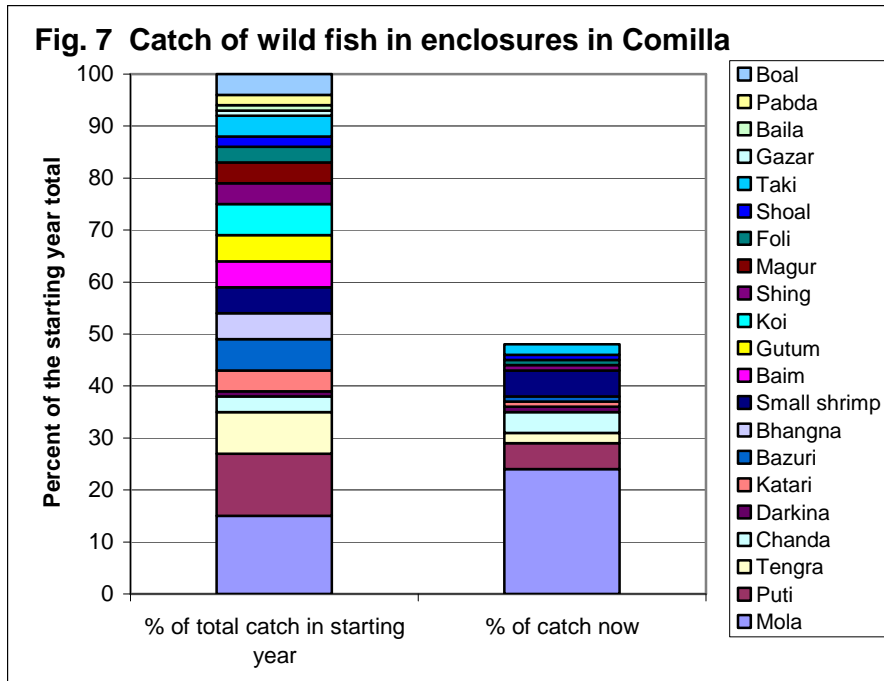 Fig. 7  Catch of wild fish in enclosures in Comilla
Percent of the starting year total
100
90
80
70
60
50
40
30
20
10
0
% of total catch in starting
year
% of catch now
Boal
Pabda
Baila
Gazar
Taki
Shoal
Foli
Magur
Shing
Koi
Gutum
Baim
Small shrimp
Bhangna
Bazuri
Katari
Darkina
Chanda
Tengra
Puti
Mola